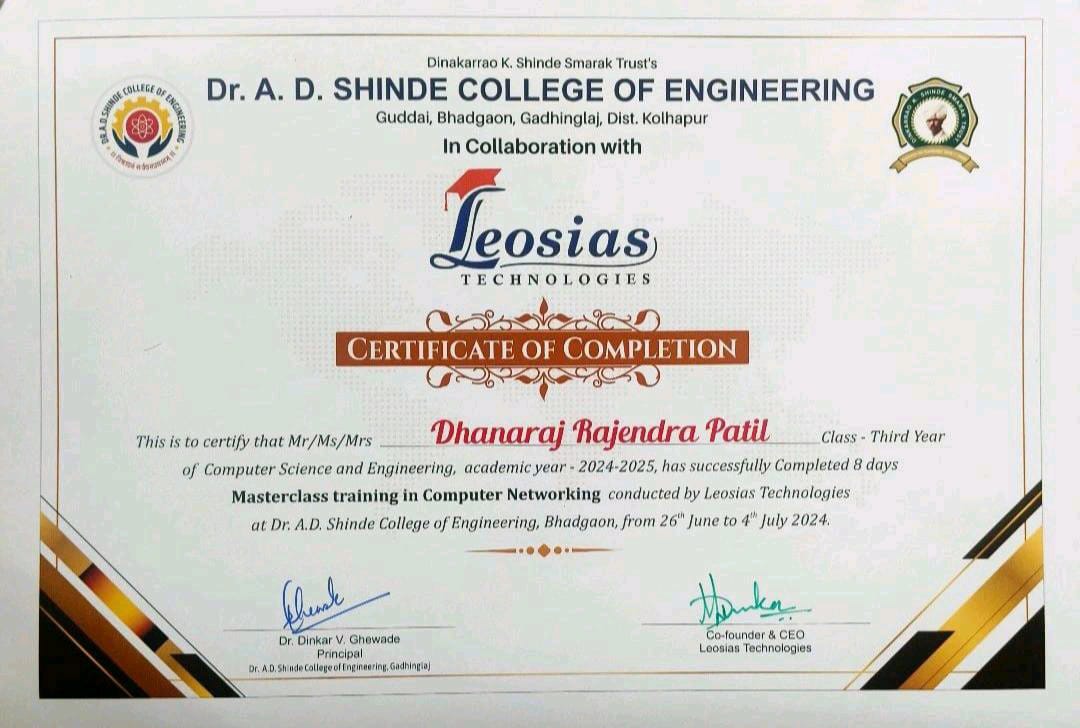 Dinakarrao K. Shinde Smarak Trust's
Dr. A. D. SHINDE COLLEGE OF ENGINEERING
Guddai, Bhadgaon, Gadhinglaj, Dist. Kolhapur
In Collaboration with
DR. A.D. SHINDE COLLEGE OF ENGINEERING
DINAKARRAO K. SHINDE SMARAK TRUST
Leosias
TECHNOLOGIES
CERTIFICATE OF COMPLETION
This is to certify that Mr/Ms/Mrs Dhanaraj Rajendra Patil Class - Third Year
of Computer Science and Engineering, academic year - 2024-2025, has successfully Completed 8 days
Masterclass training in Computer Networking conducted by Leosias Technologies
at Dr. A.D. Shinde College of Engineering, Bhadgaon, from 26th June to 4th July 2024.
Dr. Dinkar V. Ghewade
Principal
Dr. A.D. Shinde College of Engineering, Gadhinglaj
Co-founder & CEO
Leosias Technologies